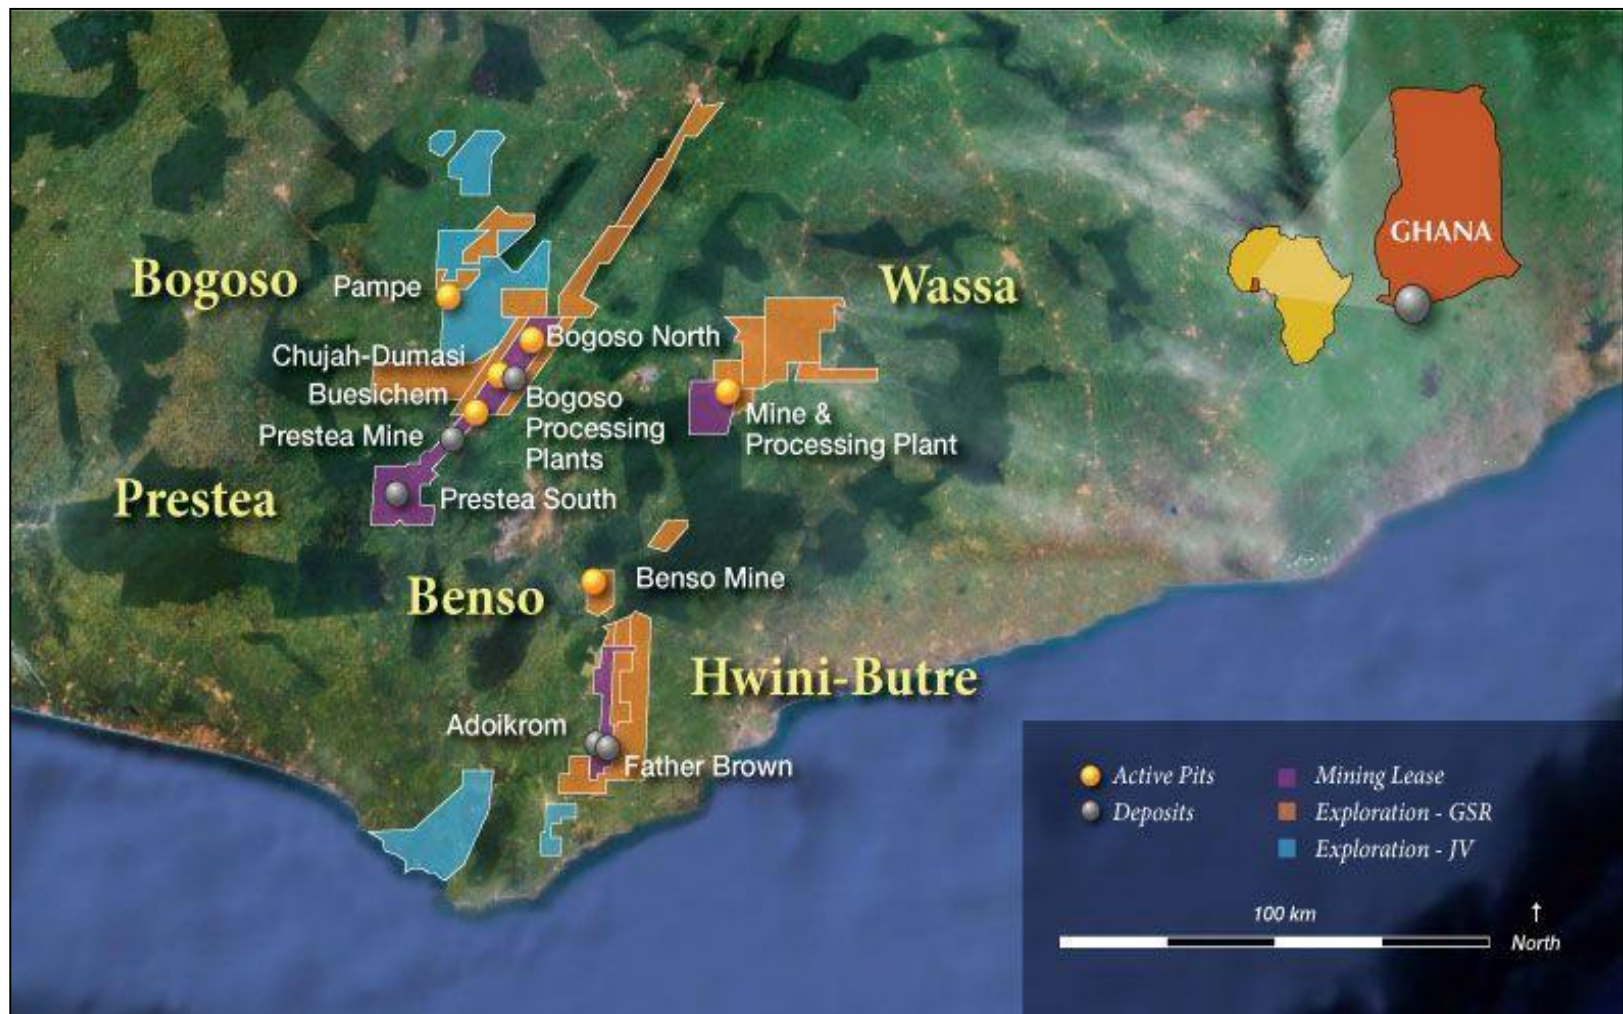 GHANA
Bogoso
Pampe
Wassa
Bogoso North
Chujah-Dumasi
Buesichem
Bogoso
Processing
Plants
Mine &
Processing Plant
Prestea Mine
Prestea
Prestea South
Benso
Benso Mine
Hwini-Butre
Adoikrom
Father Brown
Active Pits
Deposits
Mining Lease
Exploration - GSR
Exploration - JV
100 km
North